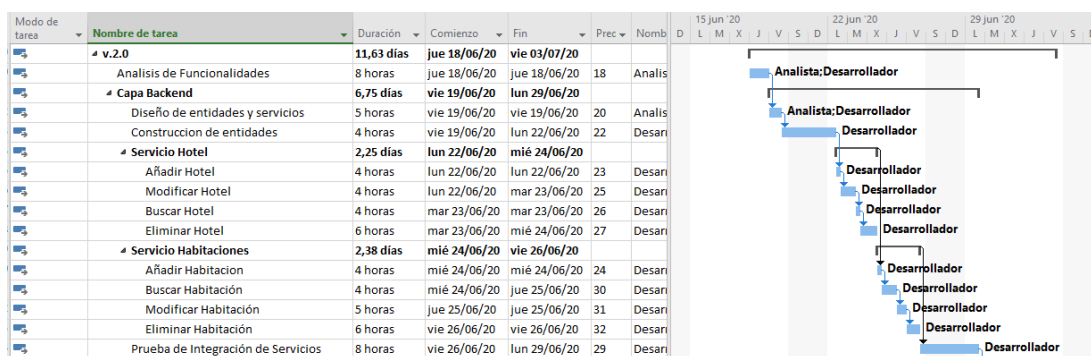 Modo de tarea Nombre de tarea Duración Comienzo Fin Prec 15 jun '20 22 jun '20 29 jun '20
D L M X J V S D L M X J V S D L M X J V S
v.2.0 11,63 días jue 18/06/20 vie 03/07/20
Analisis de Funcionalidades 8 horas jue 18/06/20 jue 18/06/20 18 Analista;Desarrollador
Capa Backend 6,75 días vie 19/06/20 lun 29/06/20
Diseño de entidades y servicios 5 horas vie 19/06/20 vie 19/06/20 20 Analista;Desarrollador
Construccion de entidades 4 horas vie 19/06/20 lun 22/06/20 22 Desarrollador
Servicio Hotel 2,25 días lun 22/06/20 mié 24/06/20
Añadir Hotel 4 horas lun 22/06/20 lun 22/06/20 23 Desarrollador
Modificar Hotel 4 horas lun 22/06/20 mar 23/06/20 25 Desarrollador
Buscar Hotel 4 horas mar 23/06/20 mar 23/06/20 26 Desarrollador
Eliminar Hotel 6 horas mar 23/06/20 mié 24/06/20 27 Desarrollador
Servicio Habitaciones 2,38 días mié 24/06/20 vie 26/06/20
Añadir Habitacion 4 horas mié 24/06/20 mié 24/06/20 24 Desarrollador
Buscar Habitación 4 horas mié 24/06/20 jue 25/06/20 30 Desarrollador
Modificar Habitación 5 horas jue 25/06/20 jue 25/06/20 31 Desarrollador
Eliminar Habitación 6 horas vie 26/06/20 vie 26/06/20 32 Desarrollador
Prueba de Integración de Servicios 8 horas vie 26/06/20 lun 29/06/20 29 Desarrollador